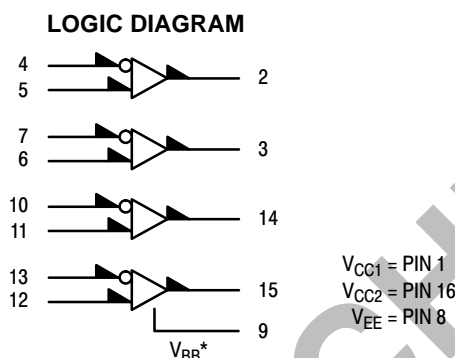 LOGIC DIAGRAM
4
5
2
7
6
3
10
11
14
13
12
15
9
VBB*
VCC1 = PIN 1
VCC2 = PIN 16
VEE = PIN 8